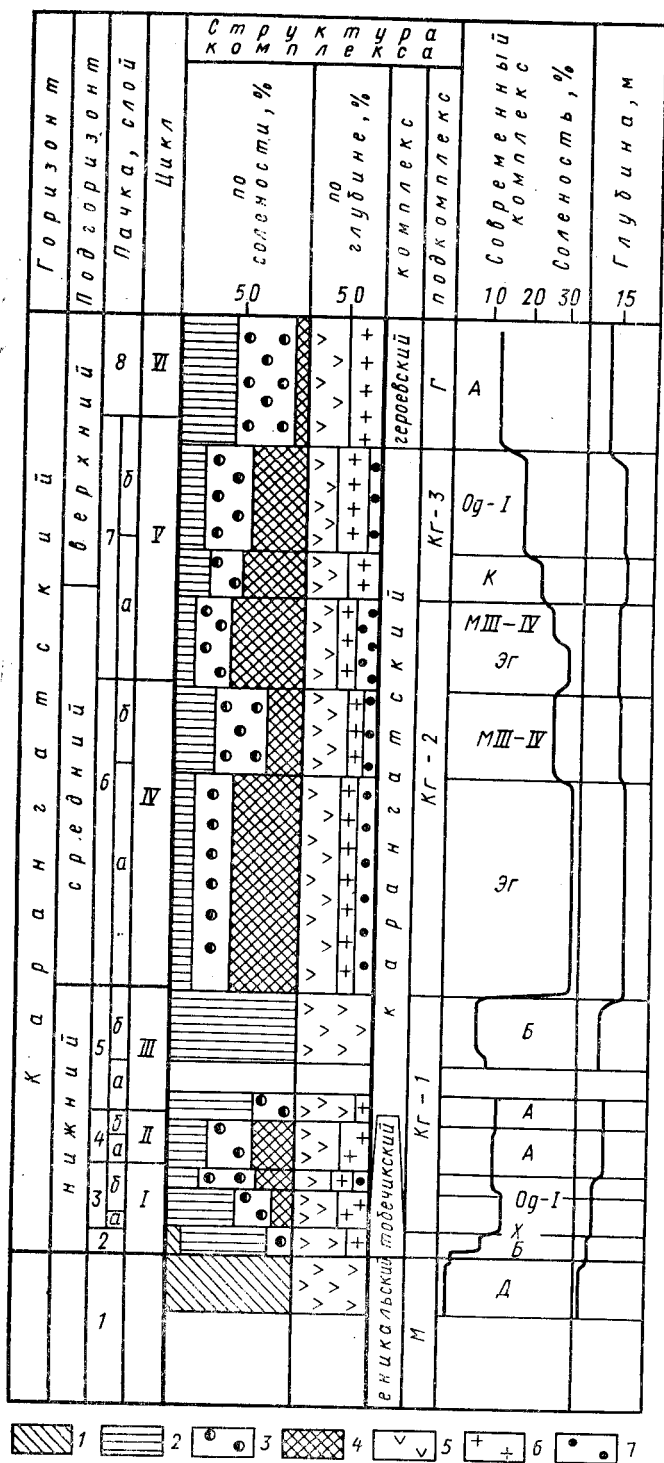 Горизонт
Подгоризонт
Пачка, слой
Цикл
Структура комплекса
по солености, %
50
по глубине, %
50
комплекс
подкомплекс
Современный комплекс
Соленость, %
10 20 30
Глубина, м
15
Карангатский
верхний
средний
нижний
8
7
б
а
6
б
а
5
б
а
4
б
а
3
б
а
2
1
VI
V
IV
III
II
I
героевский
карангатский
тобечикский
еникальский
Г
Кг-3
Кг-2
Кг-1
М
А
Од-I
К
МIII-IV
Эг
МIII-IV
Эг
Б
А
А
Од-I
Х
Б
Д
1 2 3 4 5 6 7